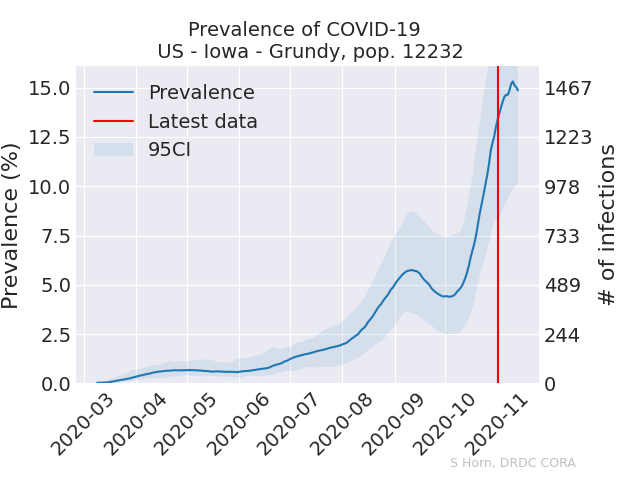 Prevalence of COVID-19
US - Iowa - Grundy, pop. 12232
Prevalence
Latest data
95CI
Prevalence (%)
15.0
12.5
10.0
7.5
5.0
2.5
0.0
1467
1223
978
733
489
244
0
# of infections
2020-03
2020-04
2020-05
2020-06
2020-07
2020-08
2020-09
2020-10
2020-11
S Horn, DRDC CORA